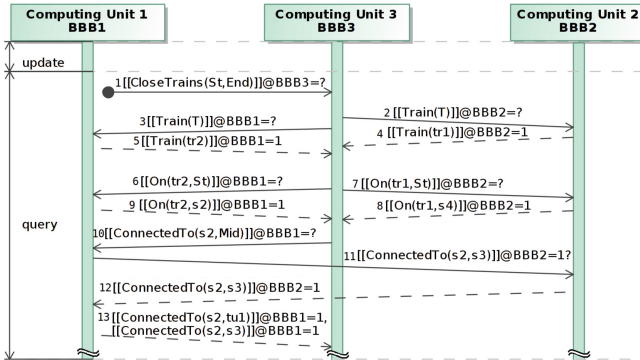 Computing Unit 1
BBB1
Computing Unit 3
BBB3
Computing Unit 2
BBB2
update
query
1[[CloseTrains(St,End)]]@BBB3=?
2 [[Train(T)]]@BBB2=?
3[[Train(T)]]@BBB1=?
4 [[Train(tr1)]]@BBB2=1
5[[Train(tr2)]]@BBB1=1
6[[On(tr2,St)]]@BBB1=?
7[[On(tr1,St)]]@BBB2=?
8[[On(tr1,s4)]]@BBB2=1
9 [[On(tr2,s2)]]@BBB1=1
10[[ConnectedTo(s2,Mid)]]@BBB1=?
11[[ConnectedTo(s2,s3)]]@BBB2=1?
12[[ConnectedTo(s2,s3)]]@BBB2=1
13[[ConnectedTo(s2,tu1)]]@BBB1=1,
[[ConnectedTo(s2,s3)]]@BBB1=1